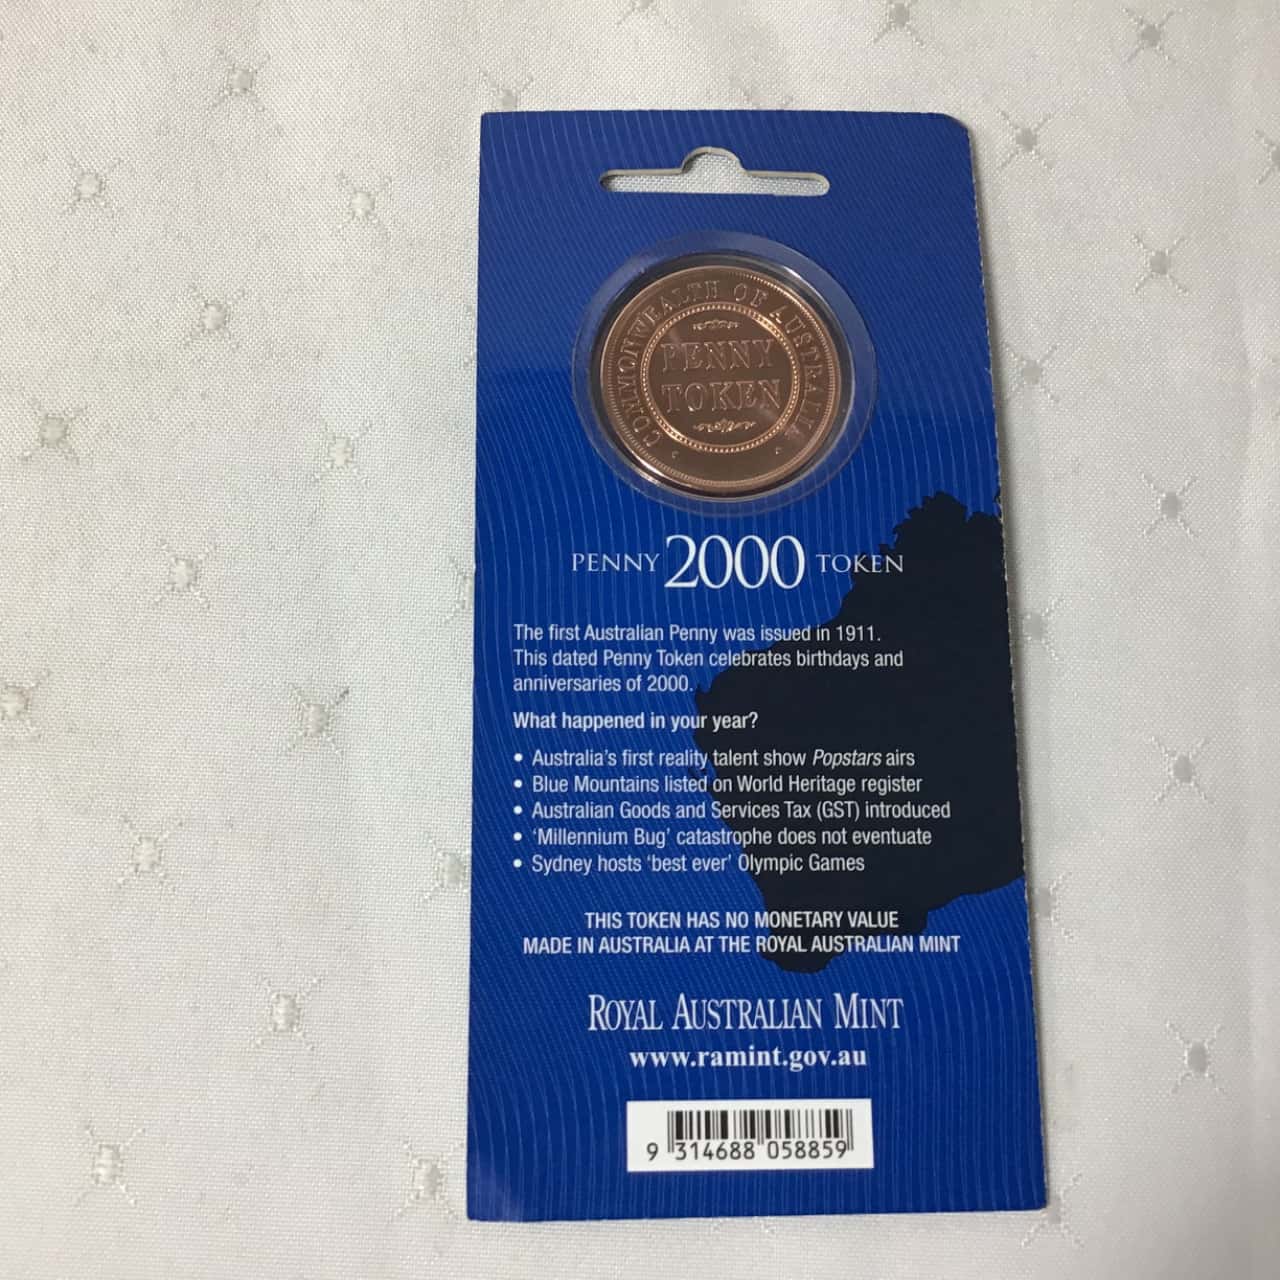 COMMONWEALTH OF AUSTRALIA
PENNY
TOKEN
PENNY 2000 TOKEN
The first Australian Penny was issued in 1911.
This dated Penny Token celebrates birthdays and
anniversaries of 2000.
What happened in your year?
• Australia's first reality talent show Popstars airs
• Blue Mountains listed on World Heritage register
• Australian Goods and Services Tax (GST) introduced
• ‘Millennium Bug’ catastrophe does not eventuate
• Sydney hosts ‘best ever’ Olympic Games
THIS TOKEN HAS NO MONETARY VALUE
MADE IN AUSTRALIA AT THE ROYAL AUSTRALIAN MINT
ROYAL AUSTRALIAN MINT
www.ramint.gov.au
9 314688 058859